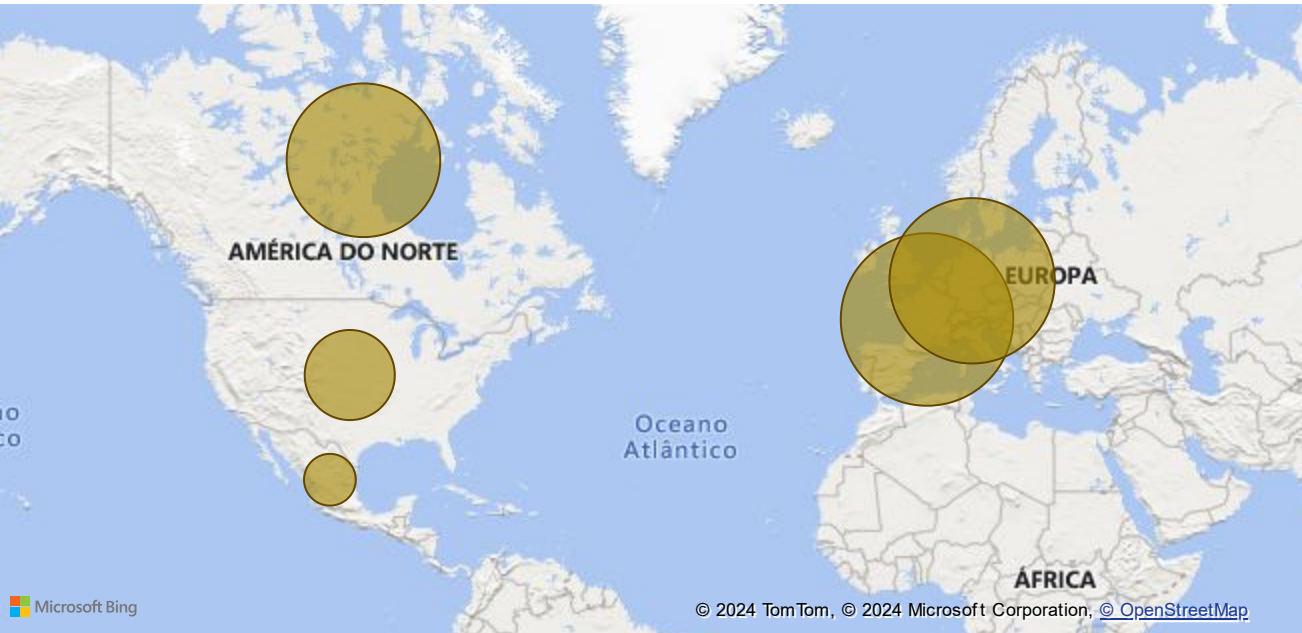 AMÉRICA DO NORTE
EUROPA
Oceano
Atlântico
ÁFRICA
Microsoft Bing
© 2024 TomTom, © 2024 Microsoft Corporation, © OpenStreetMap